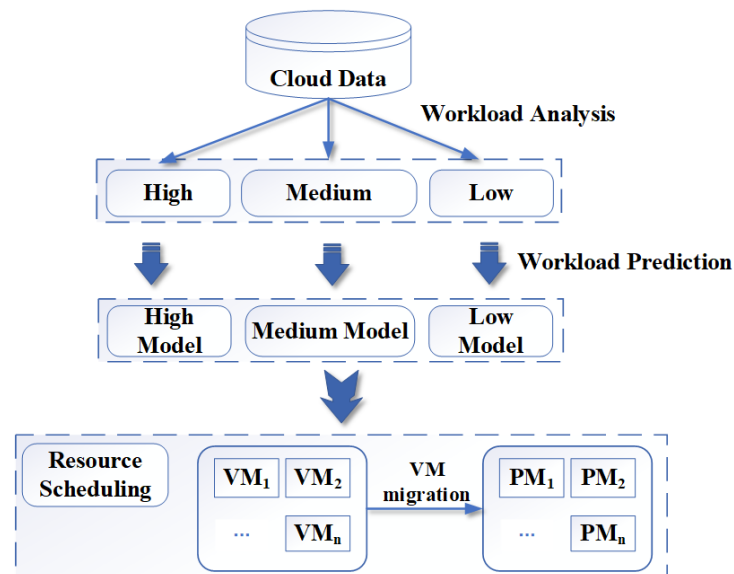 Cloud Data
Workload Analysis
High
Medium
Low
Workload Prediction
High
Model
Medium Model
Low
Model
Resource
Scheduling
VM₁
VM₂
...
VMₙ
VM
migration
PM₁
PM₂
...
PMₙ